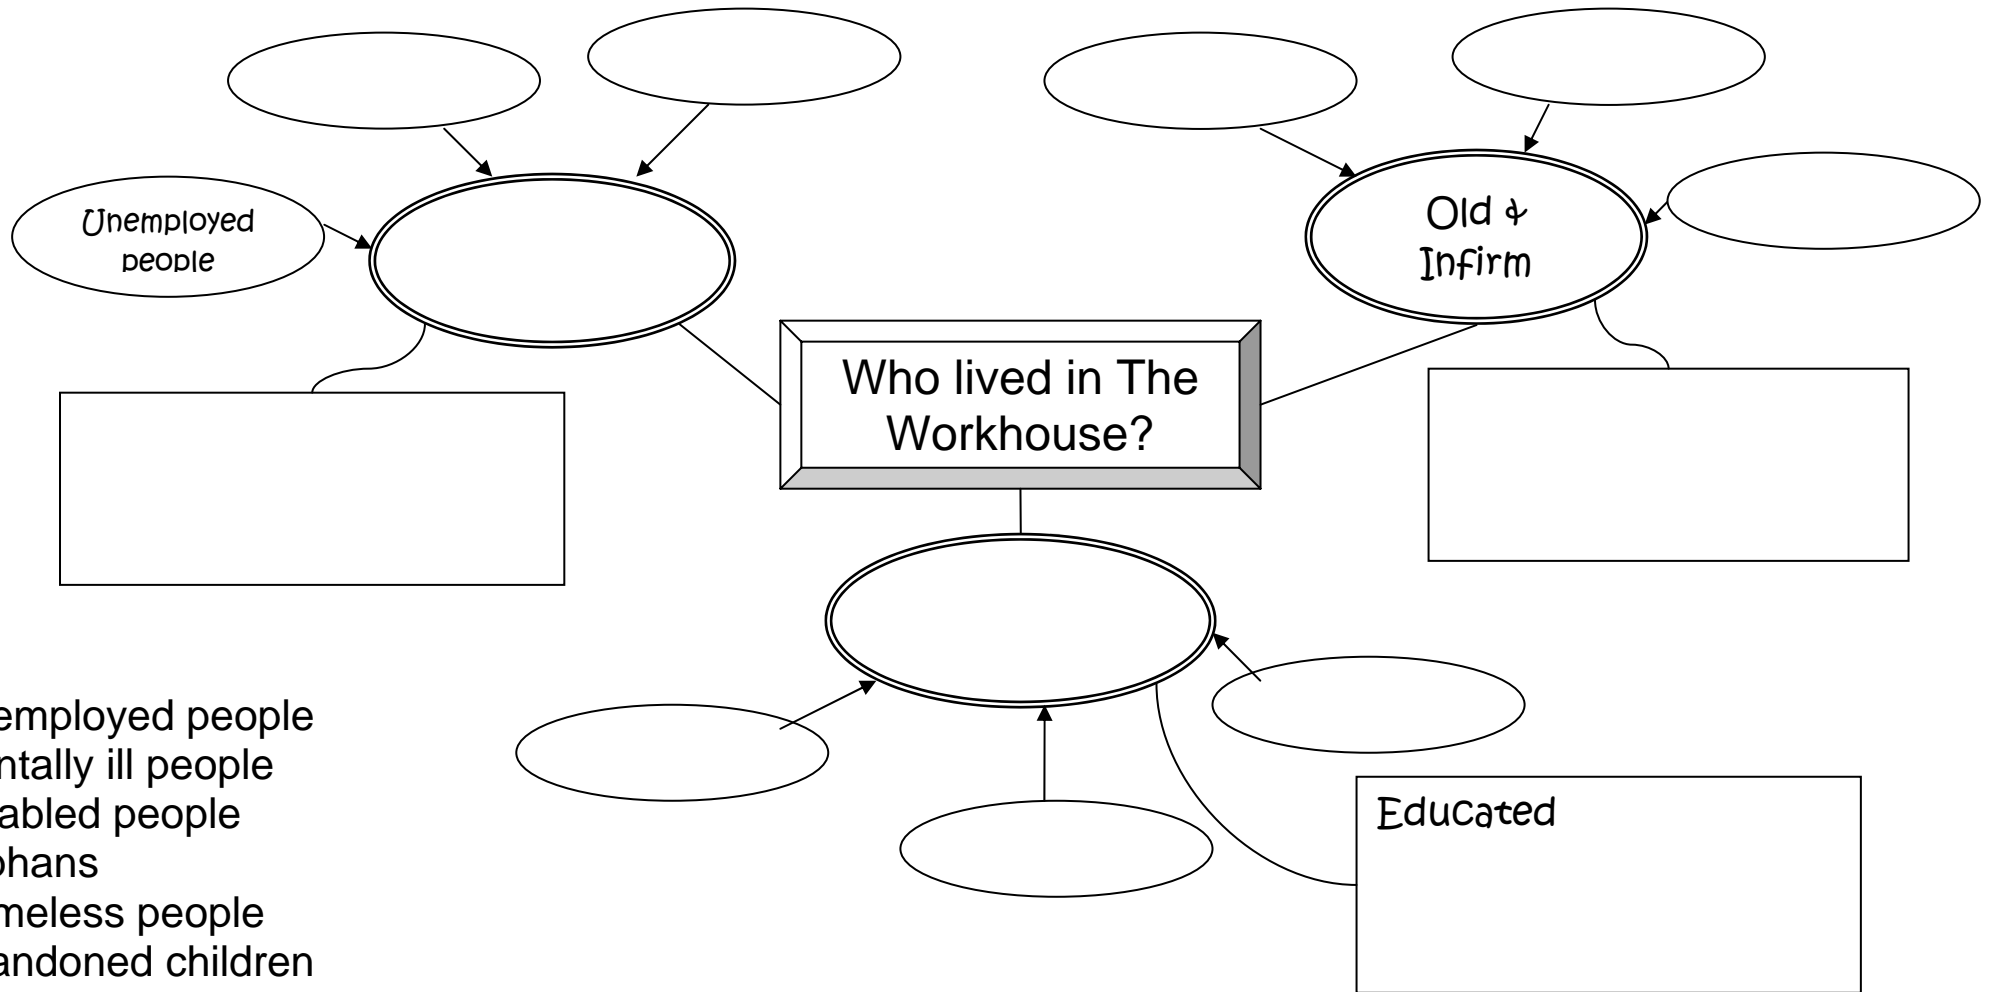 Unemployed
people
Old &
Infirm
Who lived in The
Workhouse?
employed people
ntally ill people
abled people
ohans
meless people
andoned children
Educated